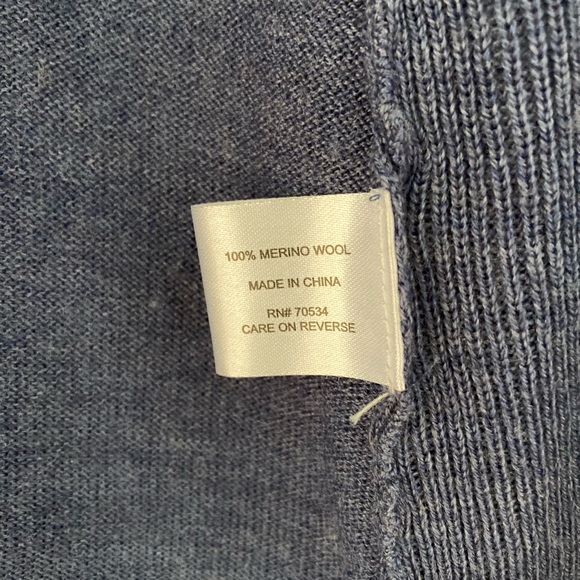 100% MERINO WOOL
MADE IN CHINA
RN# 70534
CARE ON REVERSE